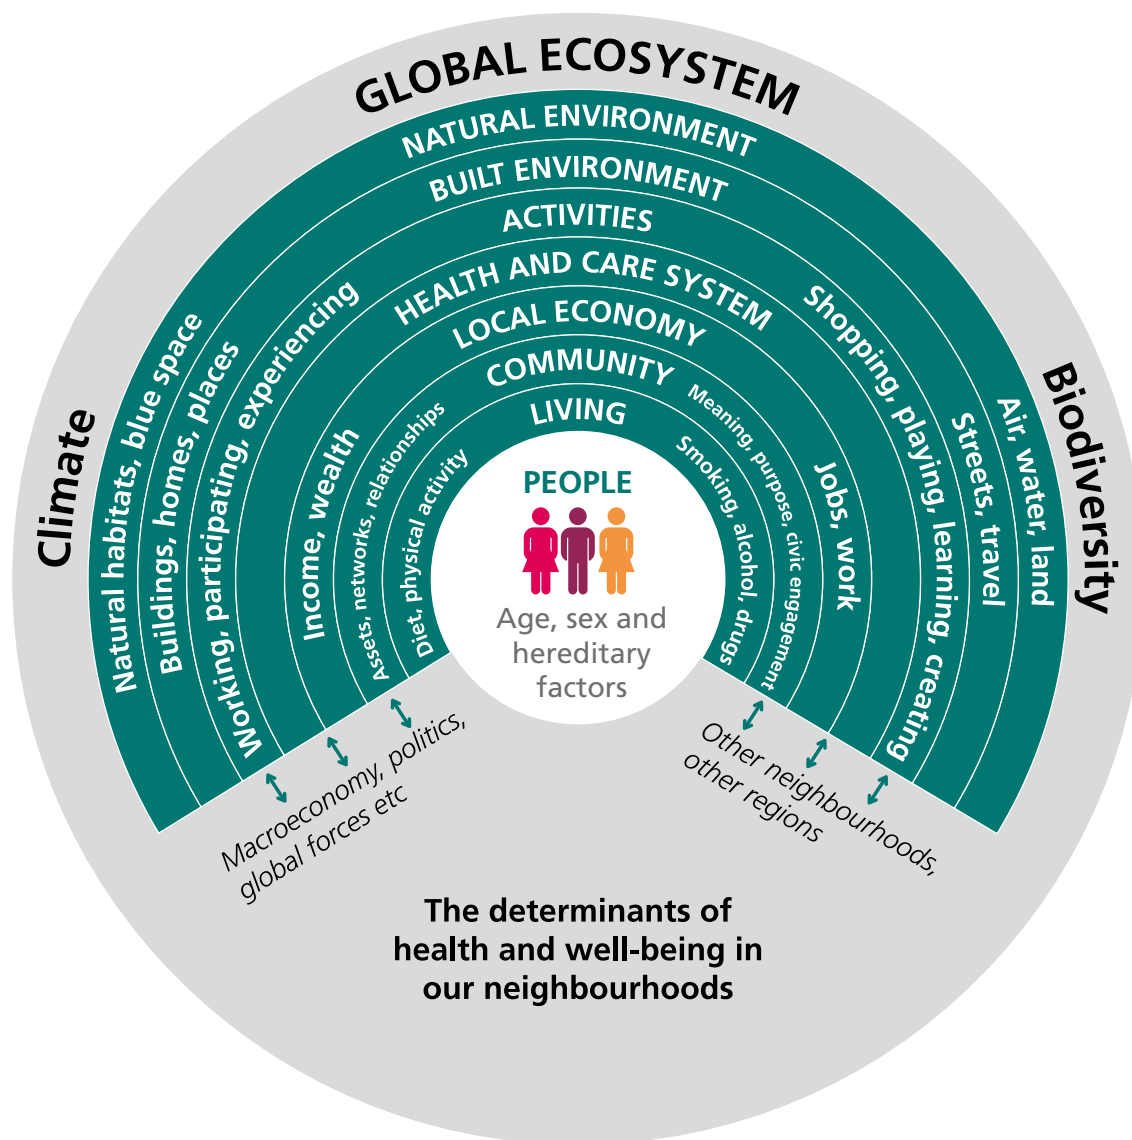 GLOBAL ECOSYSTEM
Climate
Biodiversity
NATURAL ENVIRONMENT
Natural habitats, blue space
Air, water, land
BUILT ENVIRONMENT
Buildings, homes, places
Streets, travel
ACTIVITIES
Working, participating, experiencing
Shopping, playing, learning, creating
HEALTH AND CARE SYSTEM
LOCAL ECONOMY
Income, wealth
Jobs, work
COMMUNITY
Assets, networks, relationships
Meaning, purpose, civic engagement
LIVING
Diet, physical activity
Smoking, alcohol, drugs
PEOPLE
Age, sex and
hereditary
factors
Macroeconomy, politics,
global forces etc
Other neighbourhoods,
other regions
The determinants of
health and well-being in
our neighbourhoods